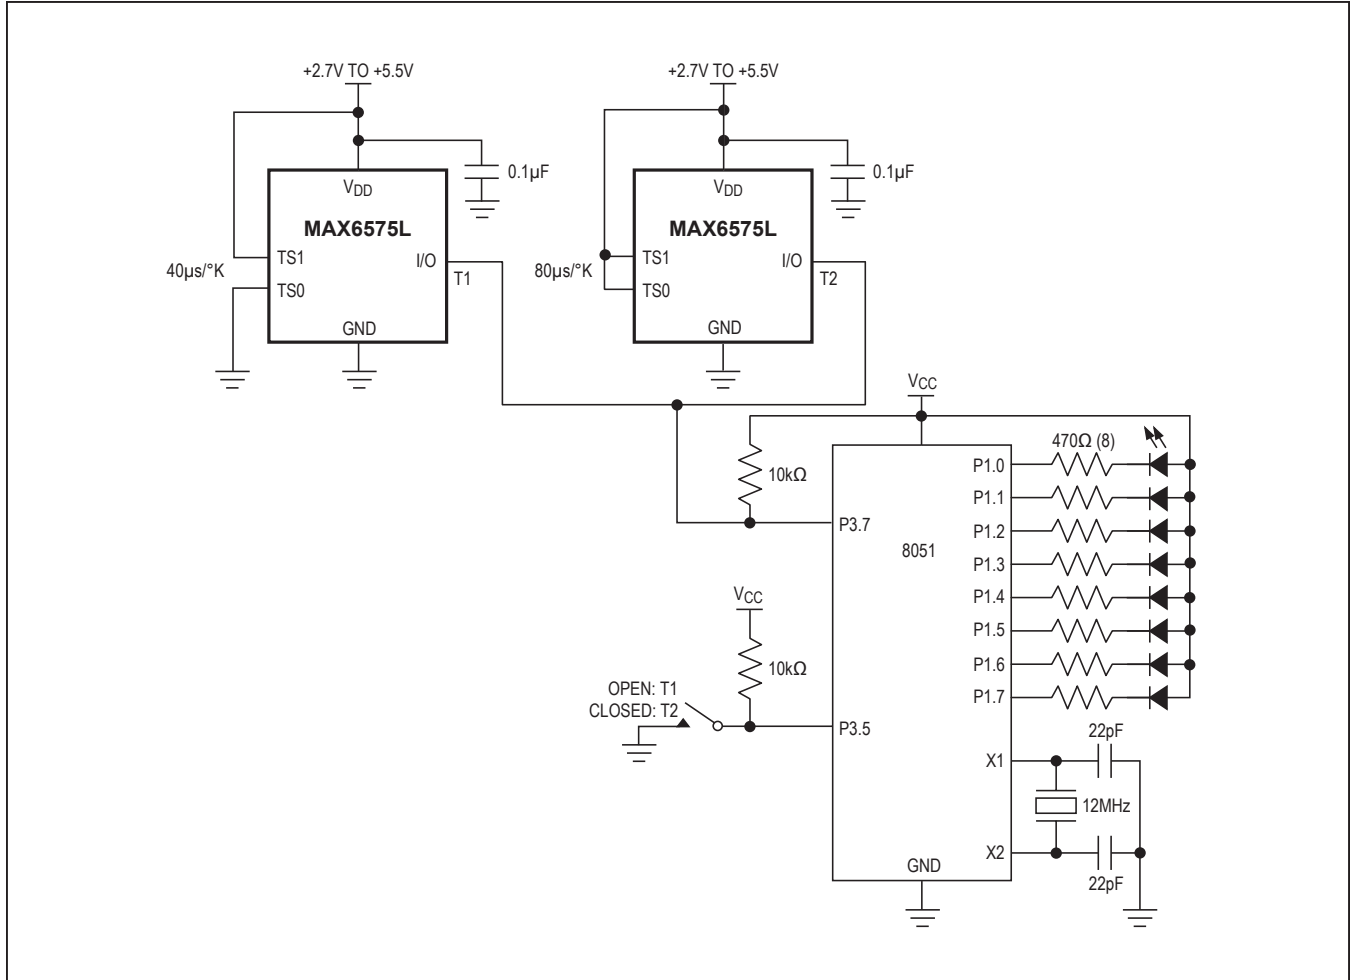 +2.7V TO +5.5V
+2.7V TO +5.5V
0.1µF
0.1µF
VDD
VDD
MAX6575L
MAX6575L
TS1
I/O
T1
40µs/°K
TS0
GND
TS1
I/O
T2
80µs/°K
TS0
GND
VCC
470Ω (8)
10kΩ
P3.7
8051
P1.0
P1.1
P1.2
P1.3
P1.4
P1.5
P1.6
P1.7
VCC
10kΩ
OPEN: T1
CLOSED: T2
P3.5
22pF
X1
12MHz
X2
GND
22pF